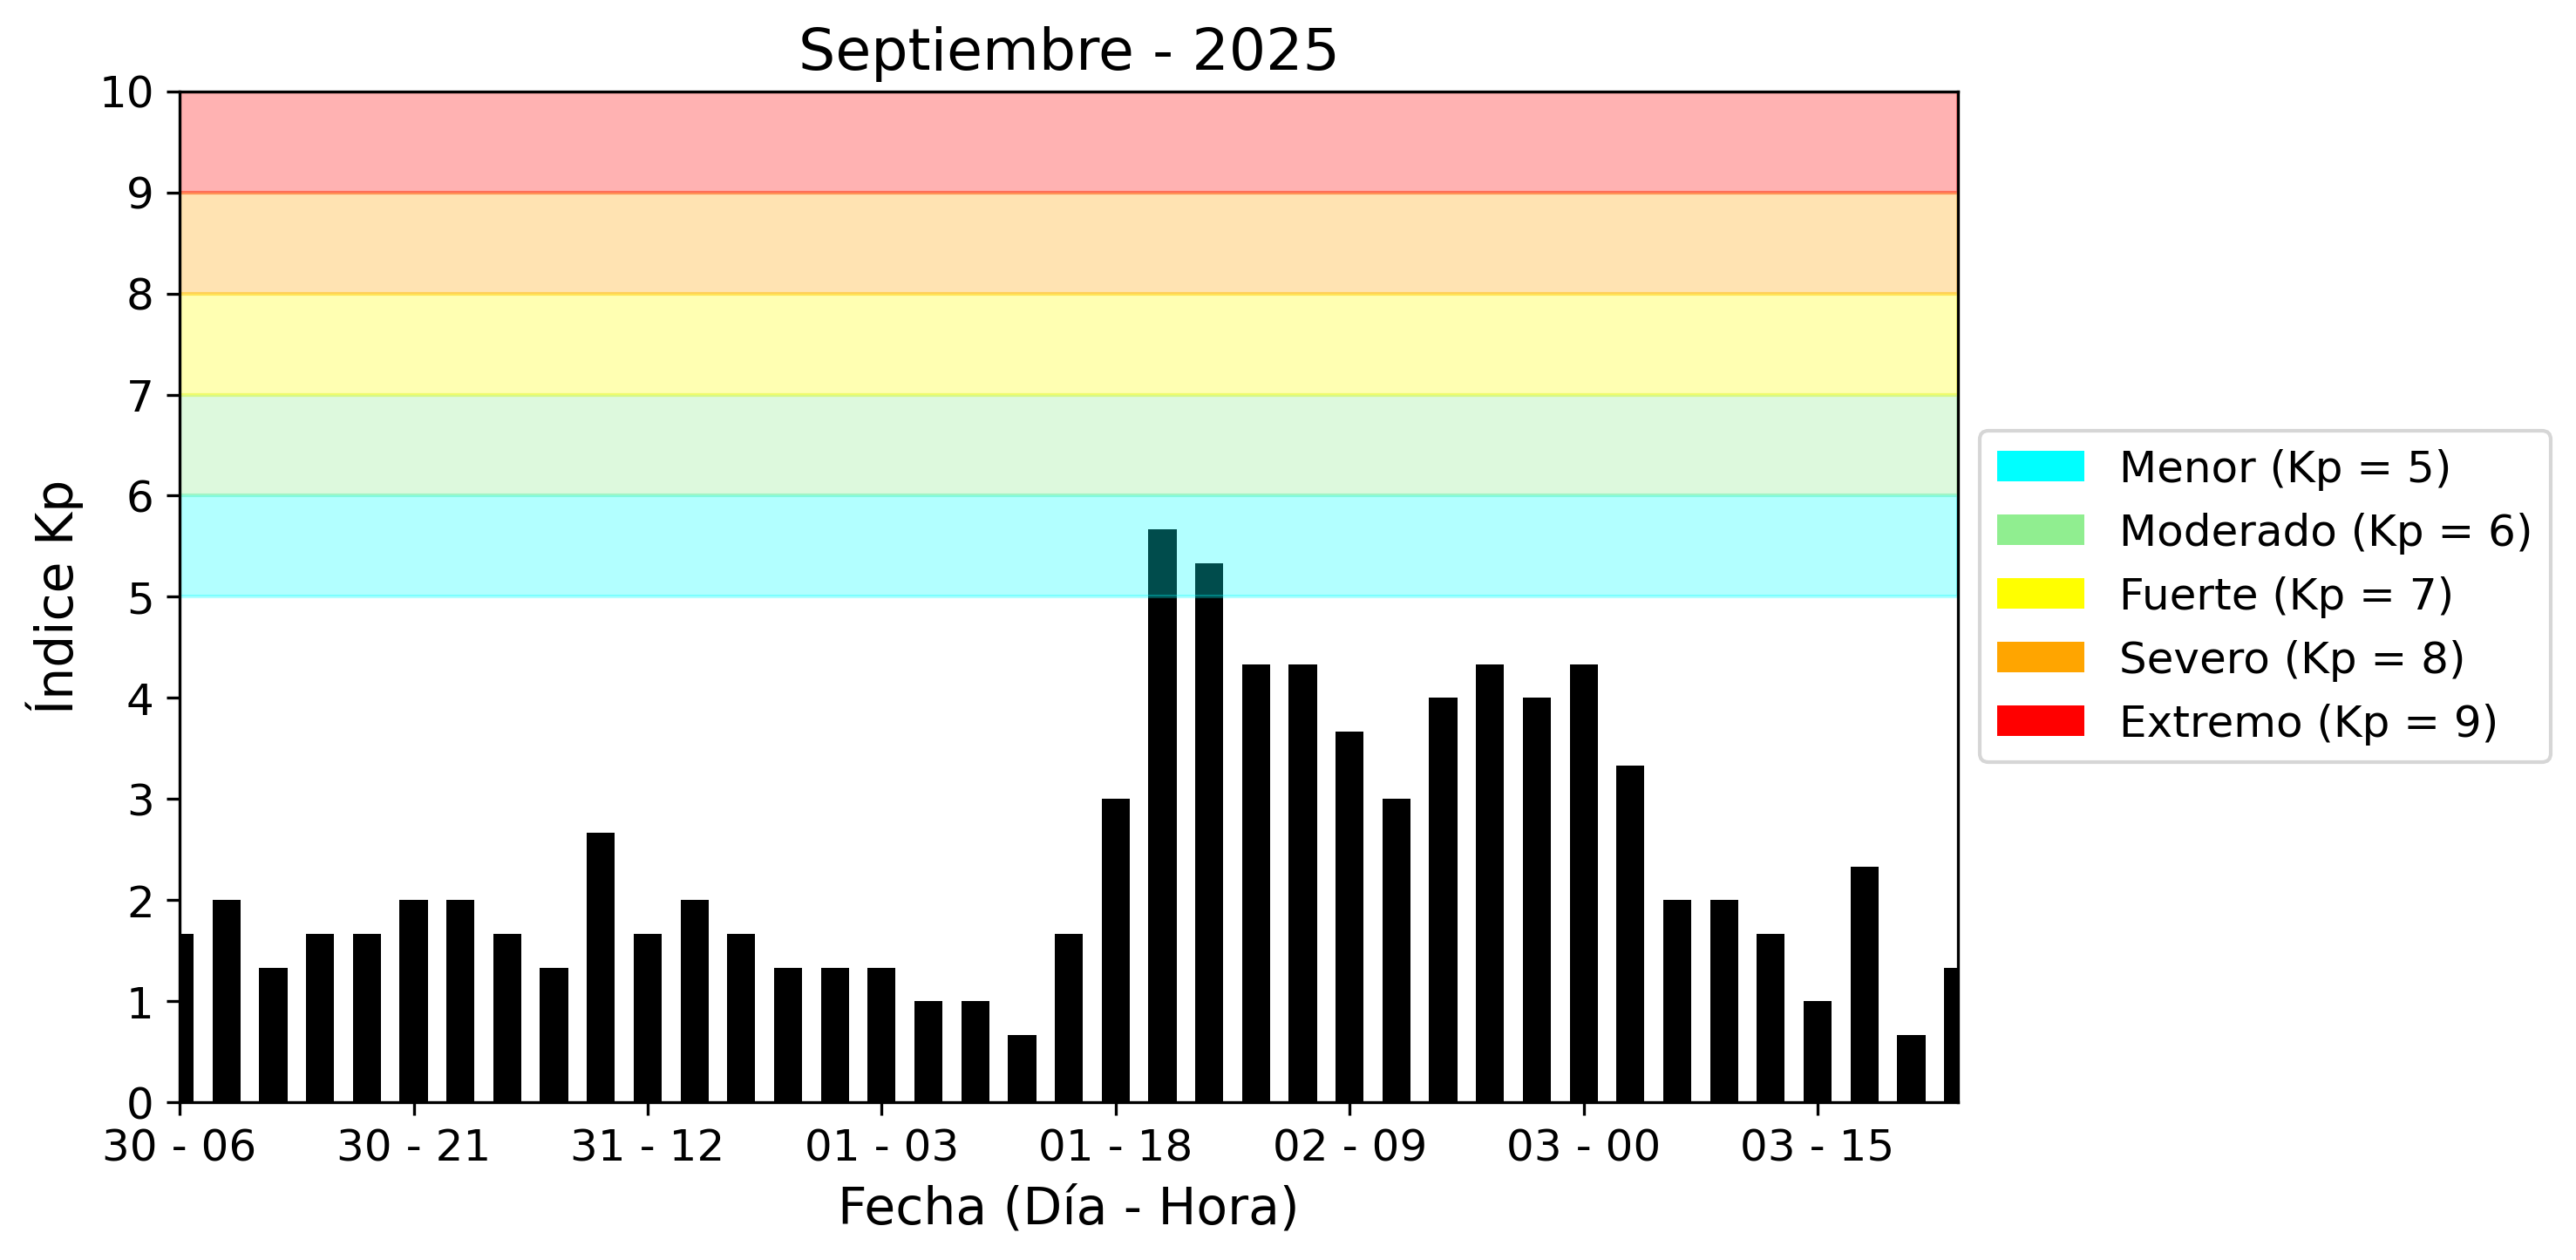 Septiembre - 2025
10
9
8
7
6
5
4
3
2
1
0
Índice Kp
30 - 06
30 - 21
31 - 12
01 - 03
01 - 18
02 - 09
03 - 00
03 - 15
Fecha (Día - Hora)
Menor (Kp = 5)
Moderado (Kp = 6)
Fuerte (Kp = 7)
Severo (Kp = 8)
Extremo (Kp = 9)